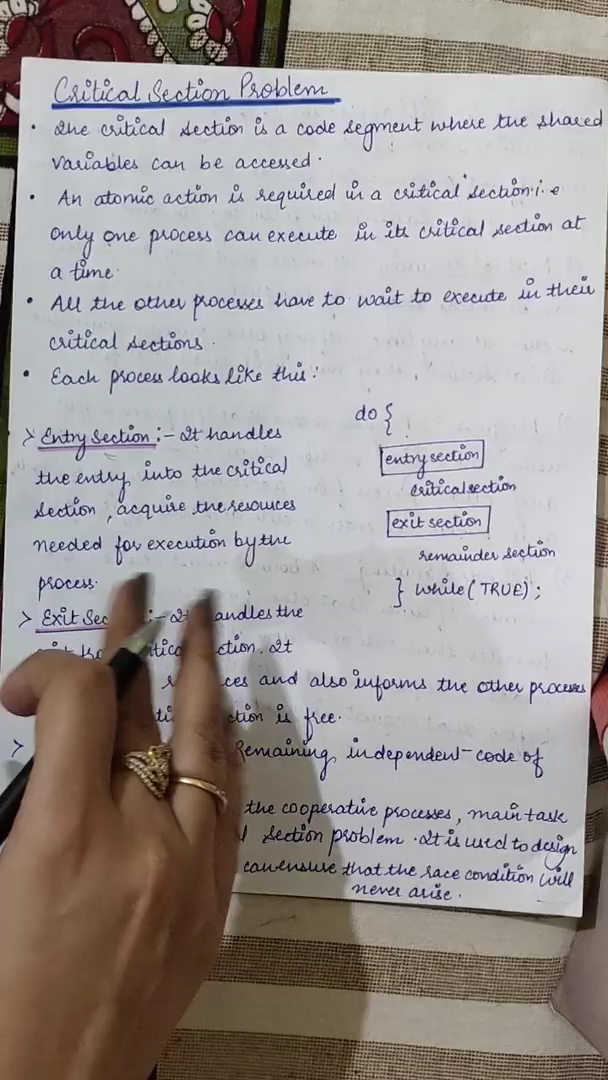 Critical Section Problem
• The critical section is a code segment where the shared
variables can be accessed.
• An atomic action is required in a critical section i.e
only one process can execute in its critical section at
a time.
• All the other processes have to wait to execute in their
critical sections.
• Each process looks like this:
do {
entry section
critical section
exit section
remainder section
} while (TRUE);
> Entry Section :- It handles
the entry into the critical
section, acquire the resouces
needed for execution by the
process.
> Exit Sec :- It handles the
ction. It
ces and also informs the other processes
ction is free.
> Remaining independent code of
the cooperative processes, main task
section problem. It is used to design
can ensure that the race condition will
never arise.